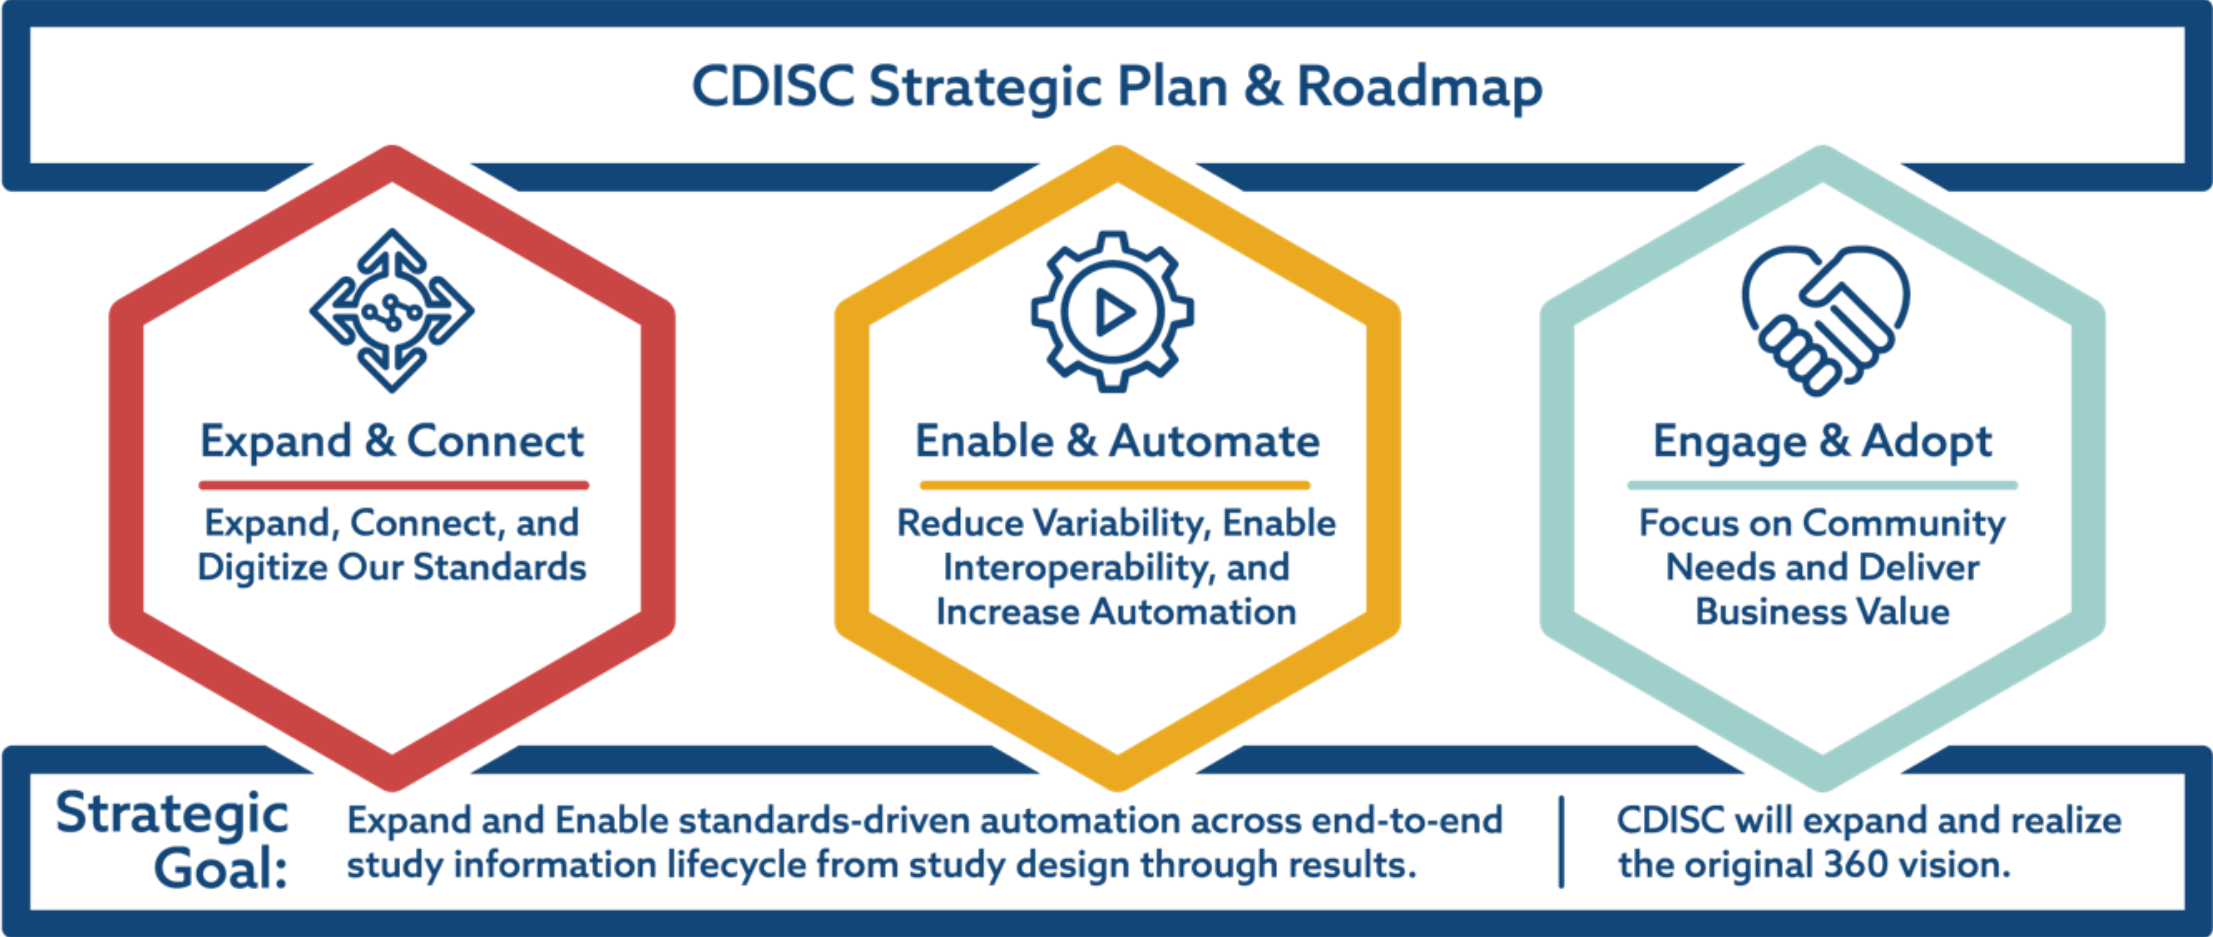 CDISC Strategic Plan & Roadmap
Expand & Connect
Expand, Connect, and
Digitize Our Standards
Enable & Automate
Reduce Variability, Enable
Interoperability, and
Increase Automation
Engage & Adopt
Focus on Community
Needs and Deliver
Business Value
Strategic
Goal:
Expand and Enable standards-driven automation across end-to-end
study information lifecycle from study design through results.
CDISC will expand and realize
the original 360 vision.